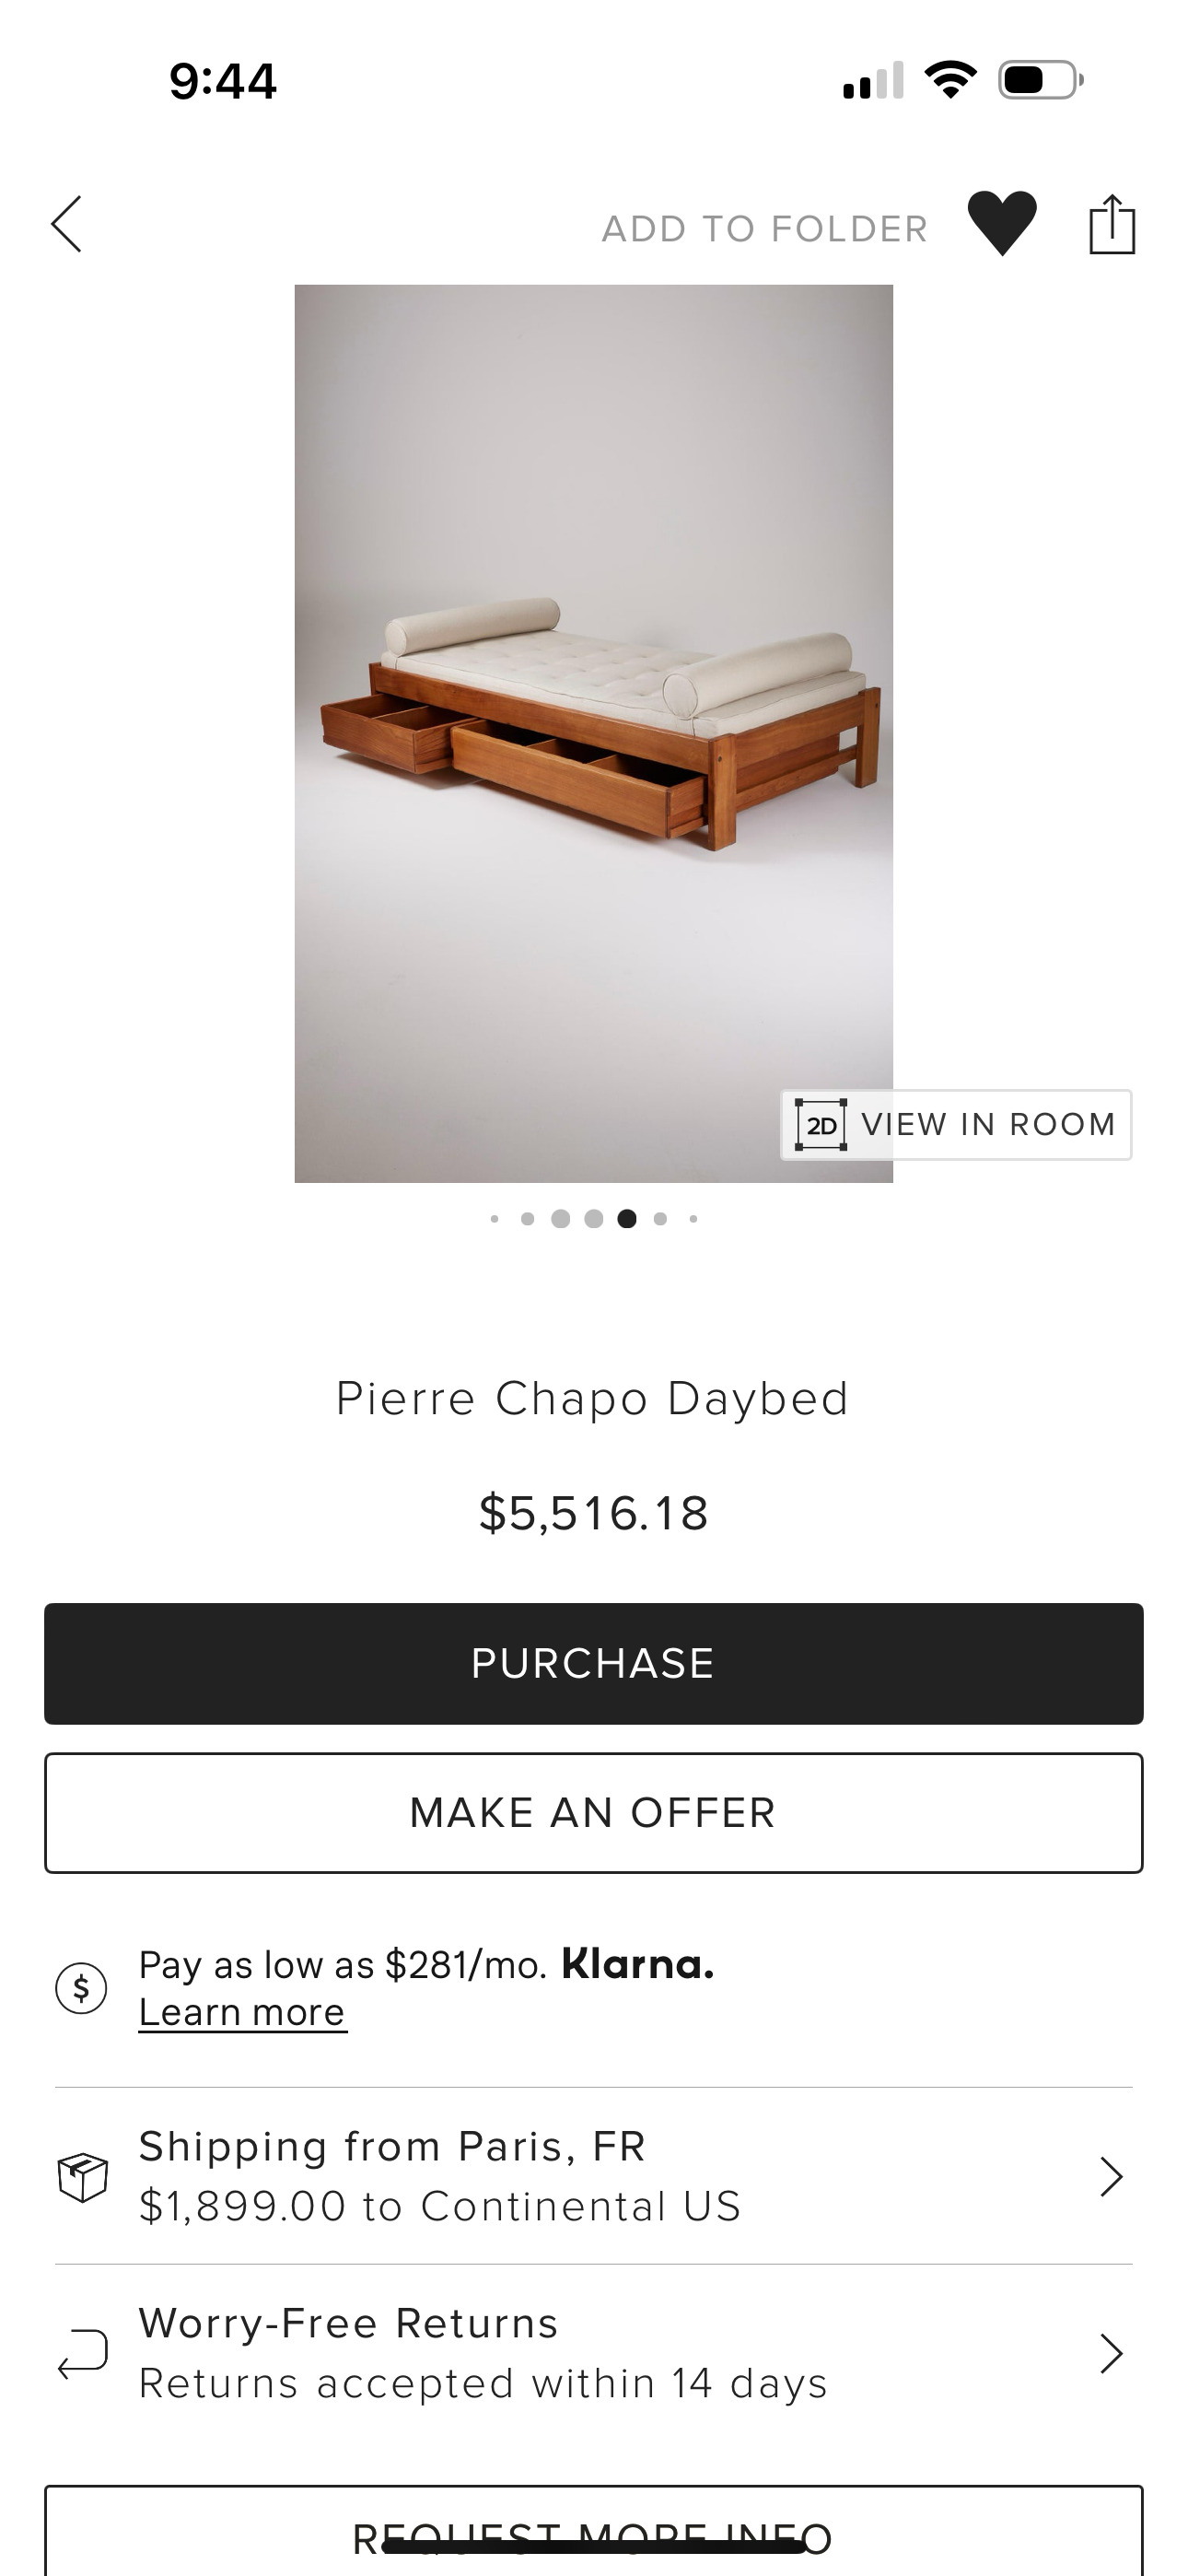 9:44
ADD TO FOLDER
2D VIEW IN ROOM
Pierre Chapo Daybed
$5,516.18
PURCHASE
MAKE AN OFFER
$ Pay as low as $281/mo. Klarna.
Learn more
Shipping from Paris, FR
$1,899.00 to Continental US
Worry-Free Returns
Returns accepted within 14 days
REQUEST MORE INFO